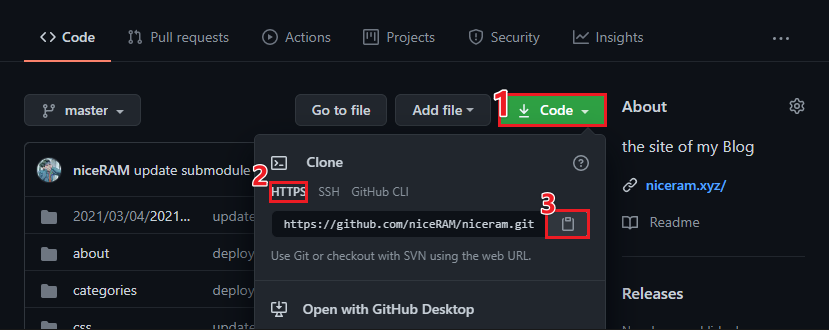 Code Pull requests Actions Projects Security Insights ...
master Go to file Add file 1 Code About
the site of my Blog
niceRAM update submodule Clone
2 HTTPS SSH GitHub CLI niceram.xyz/
3
2021/03/04/2021... update https://github.com/niceRAM/niceram.git Readme
about deploy Use Git or checkout with SVN using the web URL.
categories deploy Releases
Open with GitHub Desktop
css update